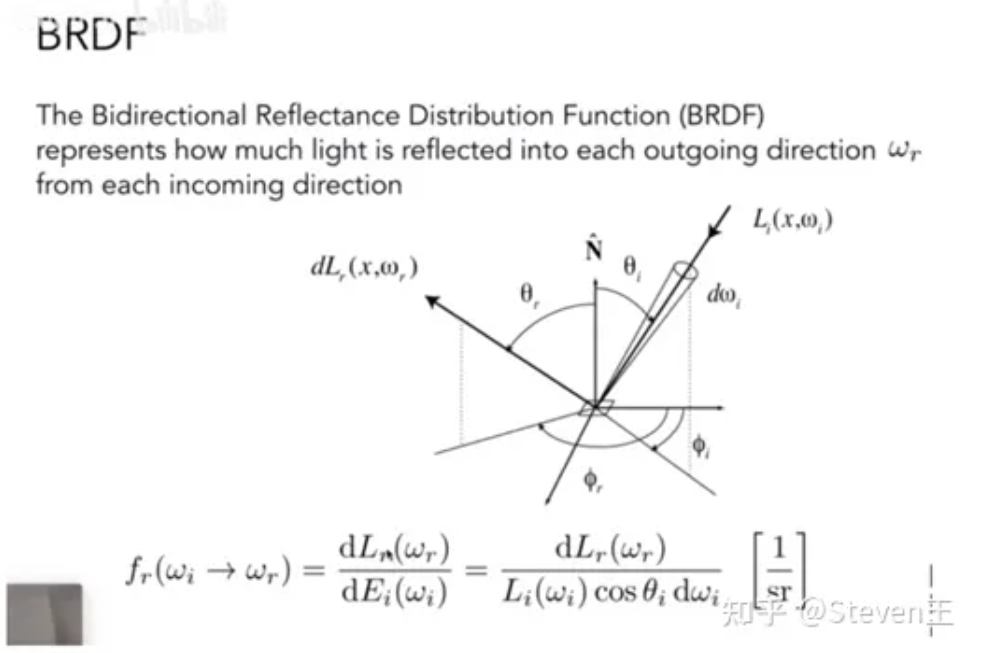 BRDF
The Bidirectional Reflectance Distribution Function (BRDF)
represents how much light is reflected into each outgoing direction ωᵣ
from each incoming direction
Lᵢ(x,ωᵢ)
dLᵣ(x,ωᵣ)
N̂
θᵢ
θᵣ
dωᵢ
ϕᵢ
ϕᵣ
fᵣ(ωᵢ → ωᵣ) = dLᵣ(ωᵣ) / dEᵢ(ωᵢ) = dLᵣ(ωᵣ) / Lᵢ(ωᵢ) cos θᵢ dωᵢ [1 / sr]
知乎 @Steven王